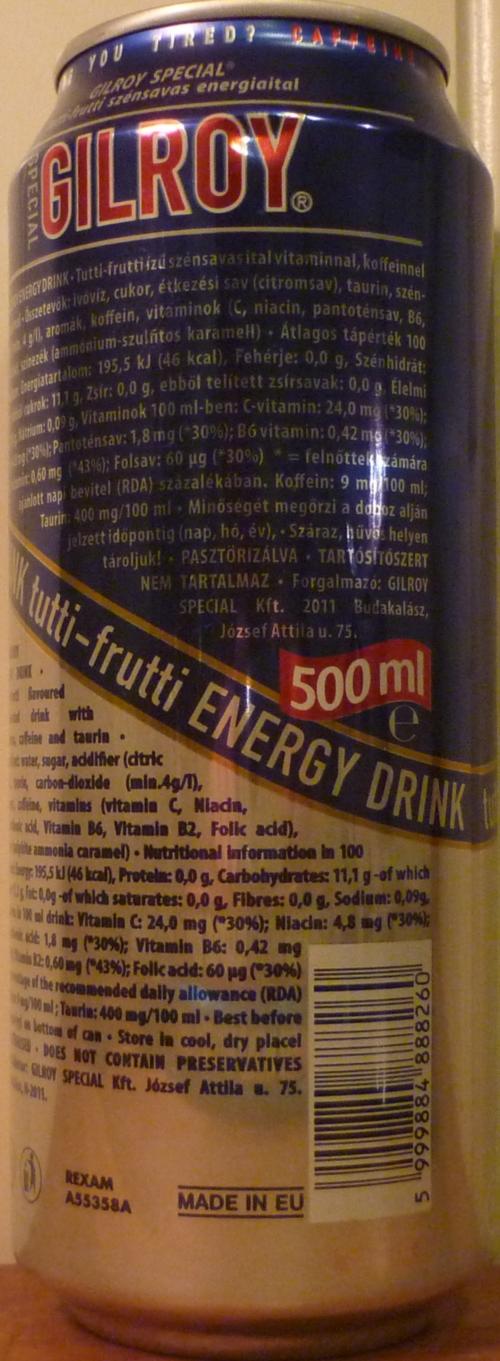 YOU TIRED? CAFFEINE
GILROY SPECIAL®
-frutti szénsavas energiaital
SPECIAL
GILROY®
ENERGY DRINK • Tutti-frutti ízű szénsavas ital vitaminnal, koffeinnel
Összetevők: ivóvíz, cukor, étkezési sav (citromsav), taurin, szén-
4 g/l), aromák, koffein, vitaminok (C, niacin, pantoténsav, B6,
színezék (ammónium-szulfitos karamell) • Átlagos tápérték 100
Energiatartalom: 195,5 kJ (46 kcal), Fehérje: 0,0 g, Szénhidrát:
cukrok: 11,1 g, Zsír: 0,0 g, ebből telített zsírsavak: 0,0 g, Élelmi
Nátrium: 0,09 g, Vitaminok 100 ml-ben: C-vitamin: 24,0 mg (*30%);
mg (*30%); Pantoténsav: 1,8 mg (*30%); B6 vitamin: 0,42 mg (*30%);
0,60 mg (*43%); Folsav: 60 µg (*30%) * = felnőttek számára
ajánlott napi bevitel (RDA) százalékában. Koffein: 9 mg/100 ml;
Taurin: 400 mg/100 ml • Minőségét megőrzi a doboz alján
jelzett időpontig (nap, hó, év), • Száraz, hűvös helyen
tároljuk! • PASZTŐRIZÁLVA • TARTÓSÍTÓSZERT
NEM TARTALMAZ • Forgalmazó: GILROY
SPECIAL Kft. 2011 Budakalász,
József Attila u. 75.
tutti-frutti ENERGY DRINK
500 ml
e
DRINK •
flavoured
drink with
caffeine and taurin •
water, sugar, acidifier (citric
carbon-dioxide (min.4g/l),
caffeine, vitamins (vitamin C, Niacin,
acid, Vitamin B6, Vitamin B2, Folic acid),
ammonia caramel) • Nutritional information in 100
Energy: 195,5 kJ (46 kcal), Protein: 0,0 g, Carbohydrates: 11,1 g -of which
Fat: 0,0g -of which saturates: 0,0 g, Fibres: 0,0 g, Sodium: 0,09g,
in 100 ml drink: Vitamin C: 24,0 mg (*30%); Niacin: 4,8 mg (*30%);
acid: 1,8 mg (*30%); Vitamin B6: 0,42 mg
B2: 0,60 mg (*43%); Folic acid: 60 µg (*30%)
of the recommended daily allowance (RDA)
mg/100 ml; Taurin: 400 mg/100 ml • Best before
on bottom of can • Store in cool, dry place!
• DOES NOT CONTAIN PRESERVATIVES
GILROY SPECIAL Kft. József Attila u. 75.
H-2011.
REXAM
A55358A
MADE IN EU
5 999884 888260